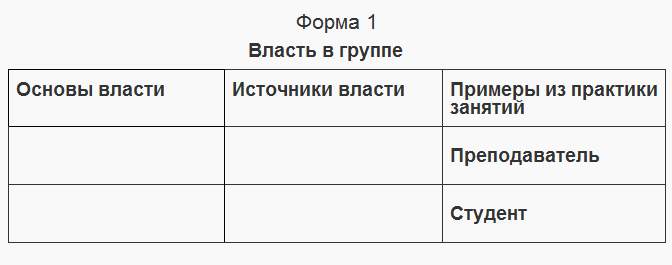 Форма 1
Власть в группе
Основы власти
Источники власти
Примеры из практики
занятий
Преподаватель
Студент